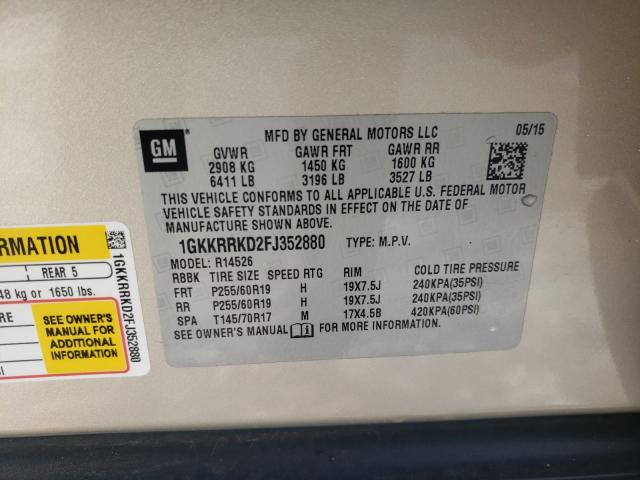 GM
MFD BY GENERAL MOTORS LLC
05/15
GVWR GAWR FRT GAWR RR
2908 KG 1450 KG 1600 KG
6411 LB 3196 LB 3527 LB
THIS VEHICLE CONFORMS TO ALL APPLICABLE U.S. FEDERAL MOTOR
VEHICLE SAFETY STANDARDS IN EFFECT ON THE DATE OF
MANUFACTURE SHOWN ABOVE.
1GKKRRKD2FJ352880 TYPE: M.P.V.
MODEL: R14526
RBBK TIRE SIZE SPEED RTG RIM COLD TIRE PRESSURE
FRT P255/60R19 H 19X7.5J 240KPA(35PSI)
RR P255/60R19 H 19X7.5J 240KPA(35PSI)
SPA T145/70R17 M 17X4.5B 420KPA(60PSI)
SEE OWNER'S MANUAL FOR MORE INFORMATION.
RMATION
REAR 5
48 kg or 1650 lbs.
RE
SEE OWNER'S
MANUAL FOR
ADDITIONAL
INFORMATION
SI
1GKKRRKD2FJ352880